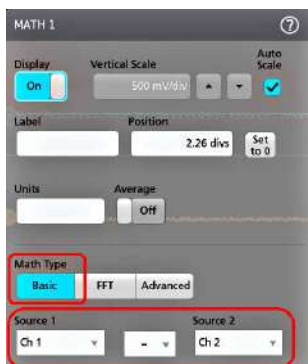 MATH 1 ?
Display Vertical Scale Auto Scale
On 500 mV/div
Label Position
2.26 divs Set to 0
Units Average
Off
Math Type
Basic FFT Advanced
Source 1 Source 2
Ch 1 - Ch 2